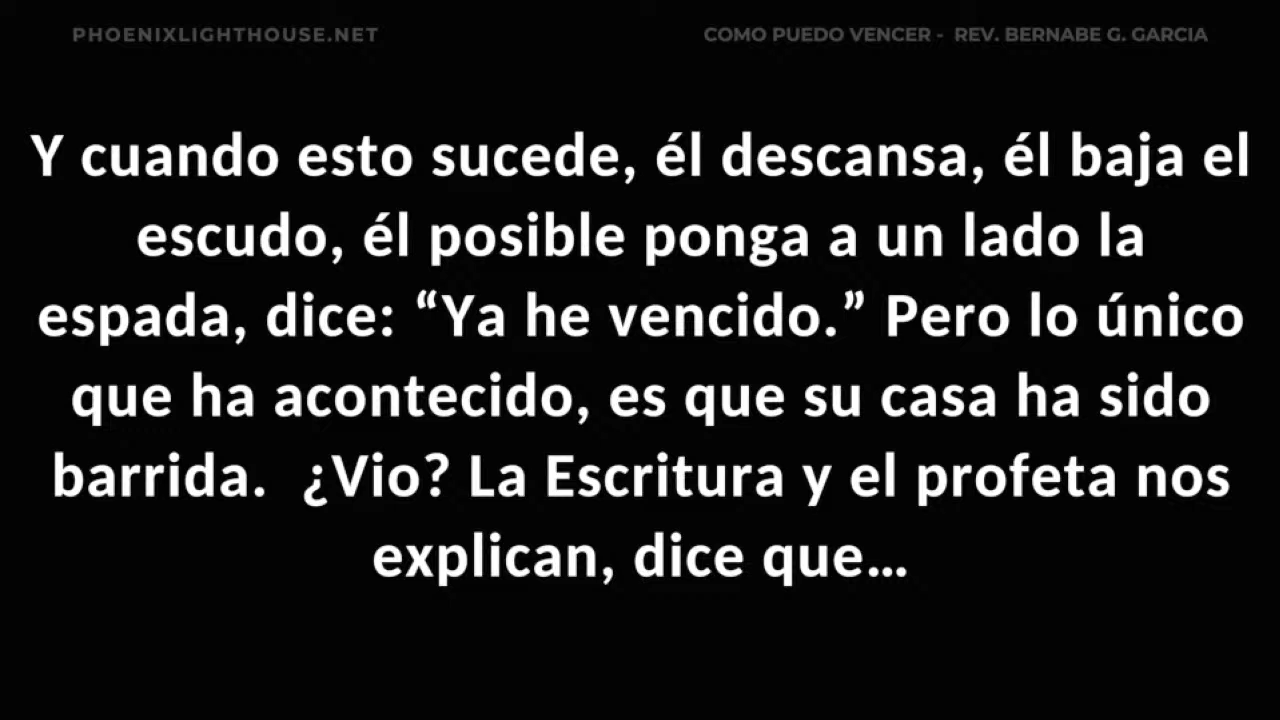 PHOENIXLIGHTHOUSE.NET
COMO PUEDO VENCER - REV. BERNABE G. GARCIA
Y cuando esto sucede, él descansa, él baja el
escudo, él posible ponga a un lado la
espada, dice: “Ya he vencido.” Pero lo único
que ha acontecido, es que su casa ha sido
barrida.  ¿Vio? La Escritura y el profeta nos
explican, dice que…